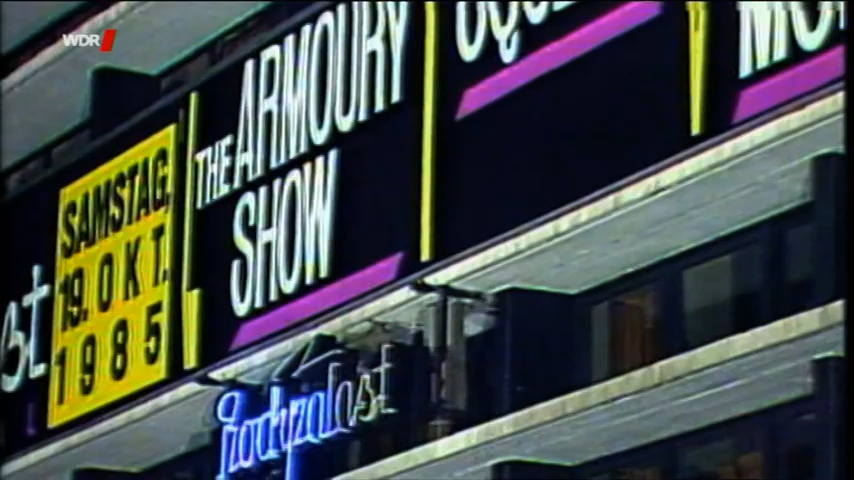 WDR
SAMSTAG,
19. OKT.
1985
THE ARMOURY
SHOW
Rockpalast